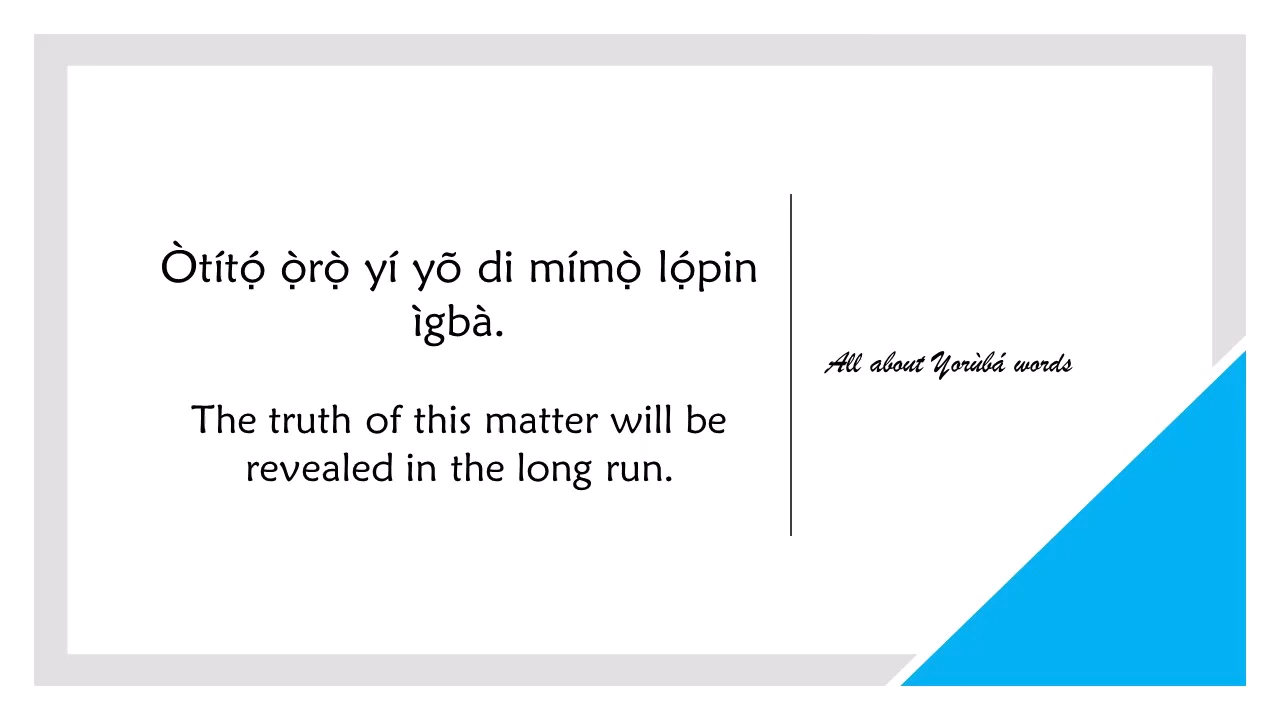 Òtítọ́ ọ̀rọ̀ yí yõ di mímọ̀ lọ́pin
ìgbà.
The truth of this matter will be
revealed in the long run.
All about Yorùbá words